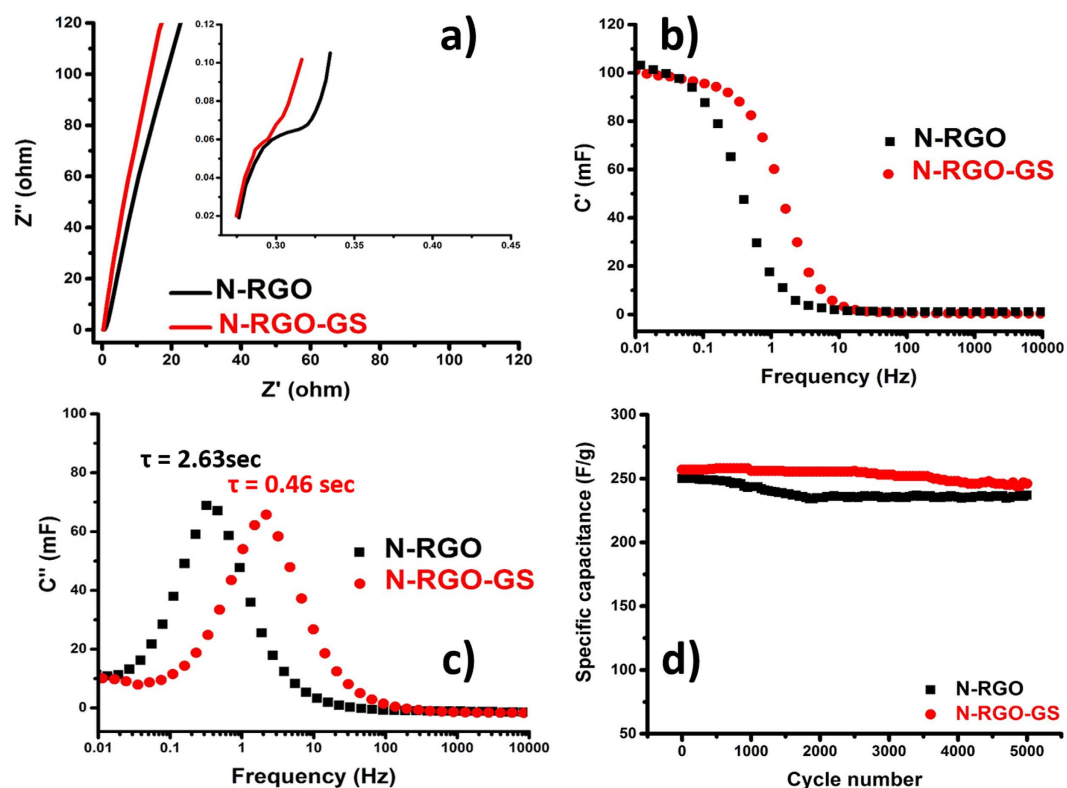 a)
120
100
80
60
40
20
0
Z'' (ohm)
0 20 40 60 80 100 120
Z' (ohm)
0.12
0.10
0.08
0.06
0.04
0.02
0.30 0.35 0.40 0.45
N-RGO
N-RGO-GS
b)
120
100
80
60
40
20
0
C' (mF)
N-RGO
N-RGO-GS
0.01 0.1 1 10 100 1000 10000
Frequency (Hz)
100
80
60
40
20
0
C'' (mF)
τ = 2.63sec
τ = 0.46 sec
N-RGO
N-RGO-GS
c)
0.01 0.1 1 10 100 1000 10000
Frequency (Hz)
300
250
200
150
100
50
Specific capacitance (F/g)
d)
N-RGO
N-RGO-GS
0 1000 2000 3000 4000 5000
Cycle number